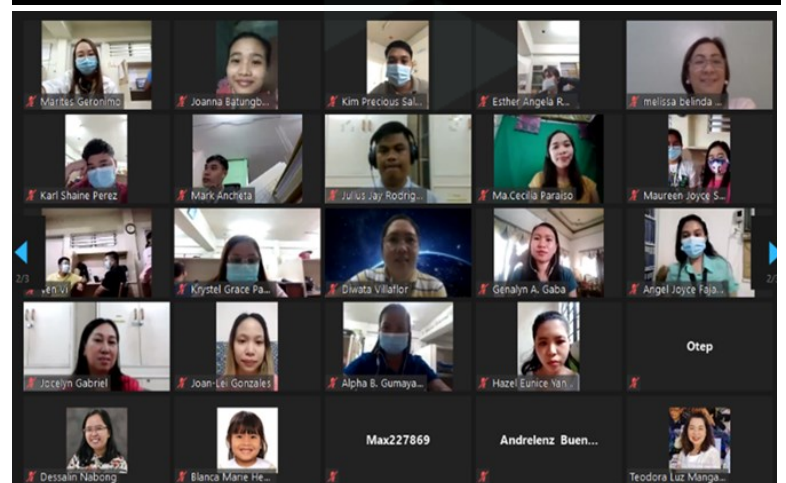 Marites Geronimo
Joanna Batungb...
Kim Precious Sal...
Esther Angela R...
melissa belinda ...
Karl Shaine Perez
Mark Ancheta
Julius Jay Rodrig...
Ma.Cecilia Paraiso
Maureen Joyce S...
2/3
Ven Vi
Krystel Grace Pa...
Diwata Villaflor
Genalyn A. Gaba
Angel Joyce Faja...
Jocelyn Gabriel
Joan-Lei Gonzales
Alpha B. Gumaya...
Hazel Eunice Yan...
Otep
Dessalin Nabong
Blanca Marie He...
Max227869
Andrelenz Buen...
Teodora Luz Manga...